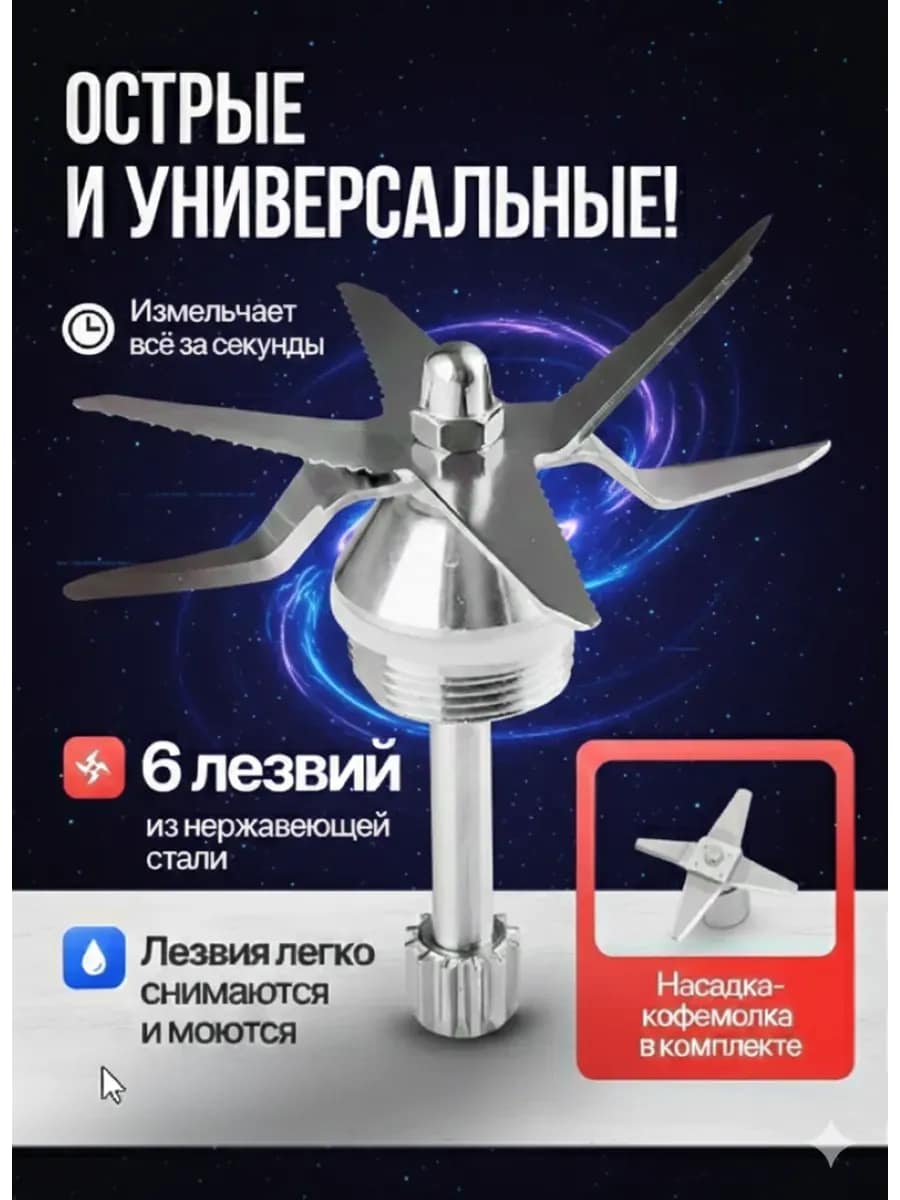 ОСТРЫЕ
И УНИВЕРСАЛЬНЫЕ!
Измельчает
всё за секунды
6 лезвий
из нержавеющей
стали
Лезвия легко
снимаются
и моются
Насадка-
кофемолка
в комплекте